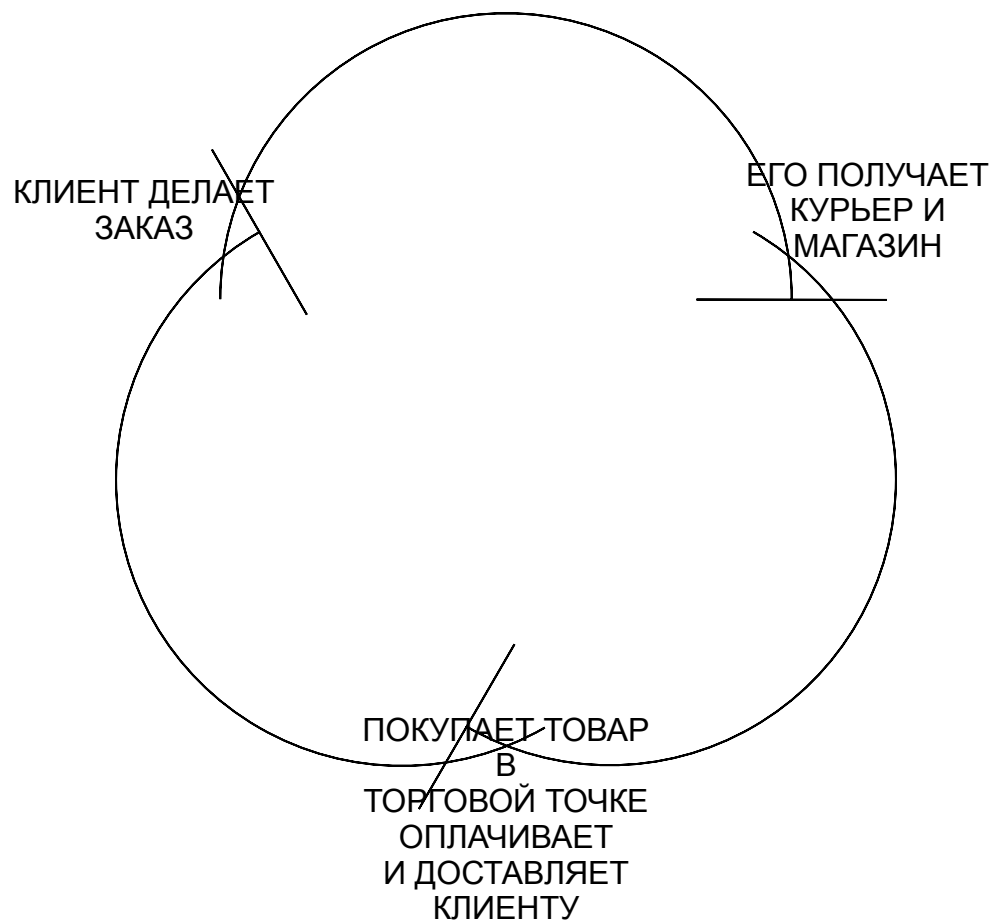 КЛИЕНТ ДЕЛАЕТ
ЗАКАЗ
ЕГО ПОЛУЧАЕТ
КУРЬЕР И
МАГАЗИН
ПОКУПАЕТ ТОВАР
В
ТОРГОВОЙ ТОЧКЕ
ОПЛАЧИВАЕТ
И ДОСТАВЛЯЕТ
КЛИЕНТУ